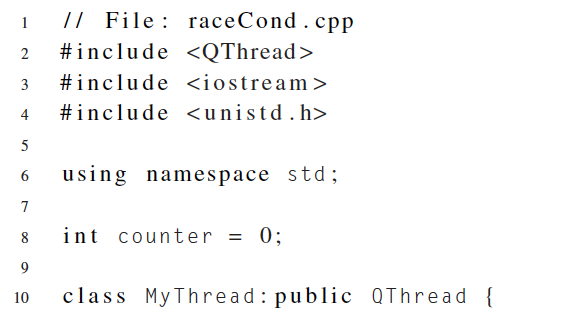 1 // File: raceCond.cpp
2 #include <QThread>
3 #include <iostream>
4 #include <unistd.h>
5
6 using namespace std;
7
8 int counter = 0;
9
10 class MyThread:public QThread {